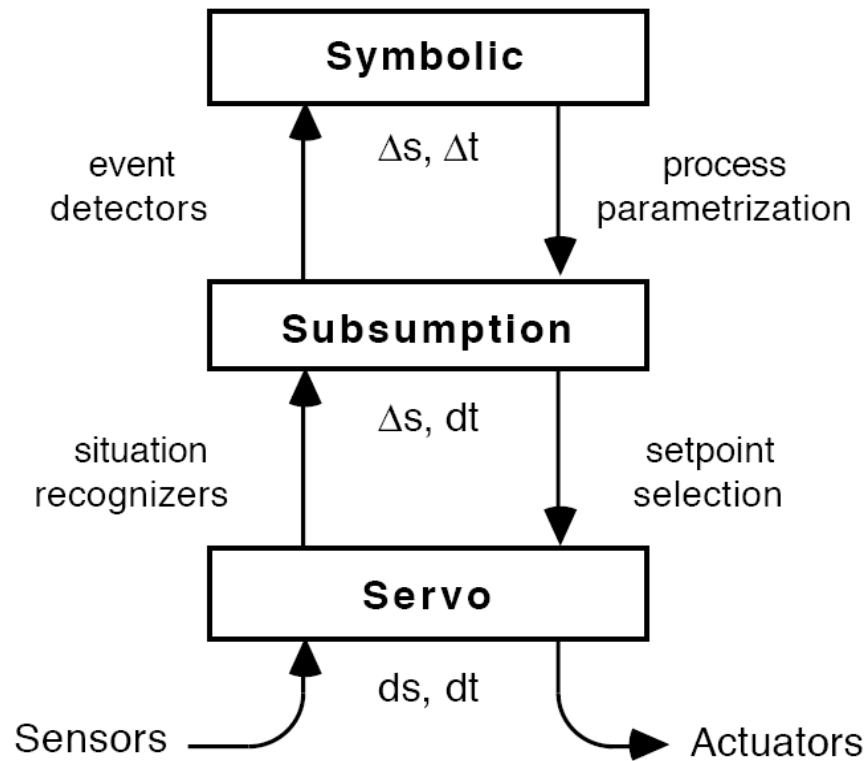 Symbolic
event
detectors
Δs, Δt
process
parametrization
Subsumption
situation
recognizers
Δs, dt
setpoint
selection
Servo
Sensors
ds, dt
Actuators